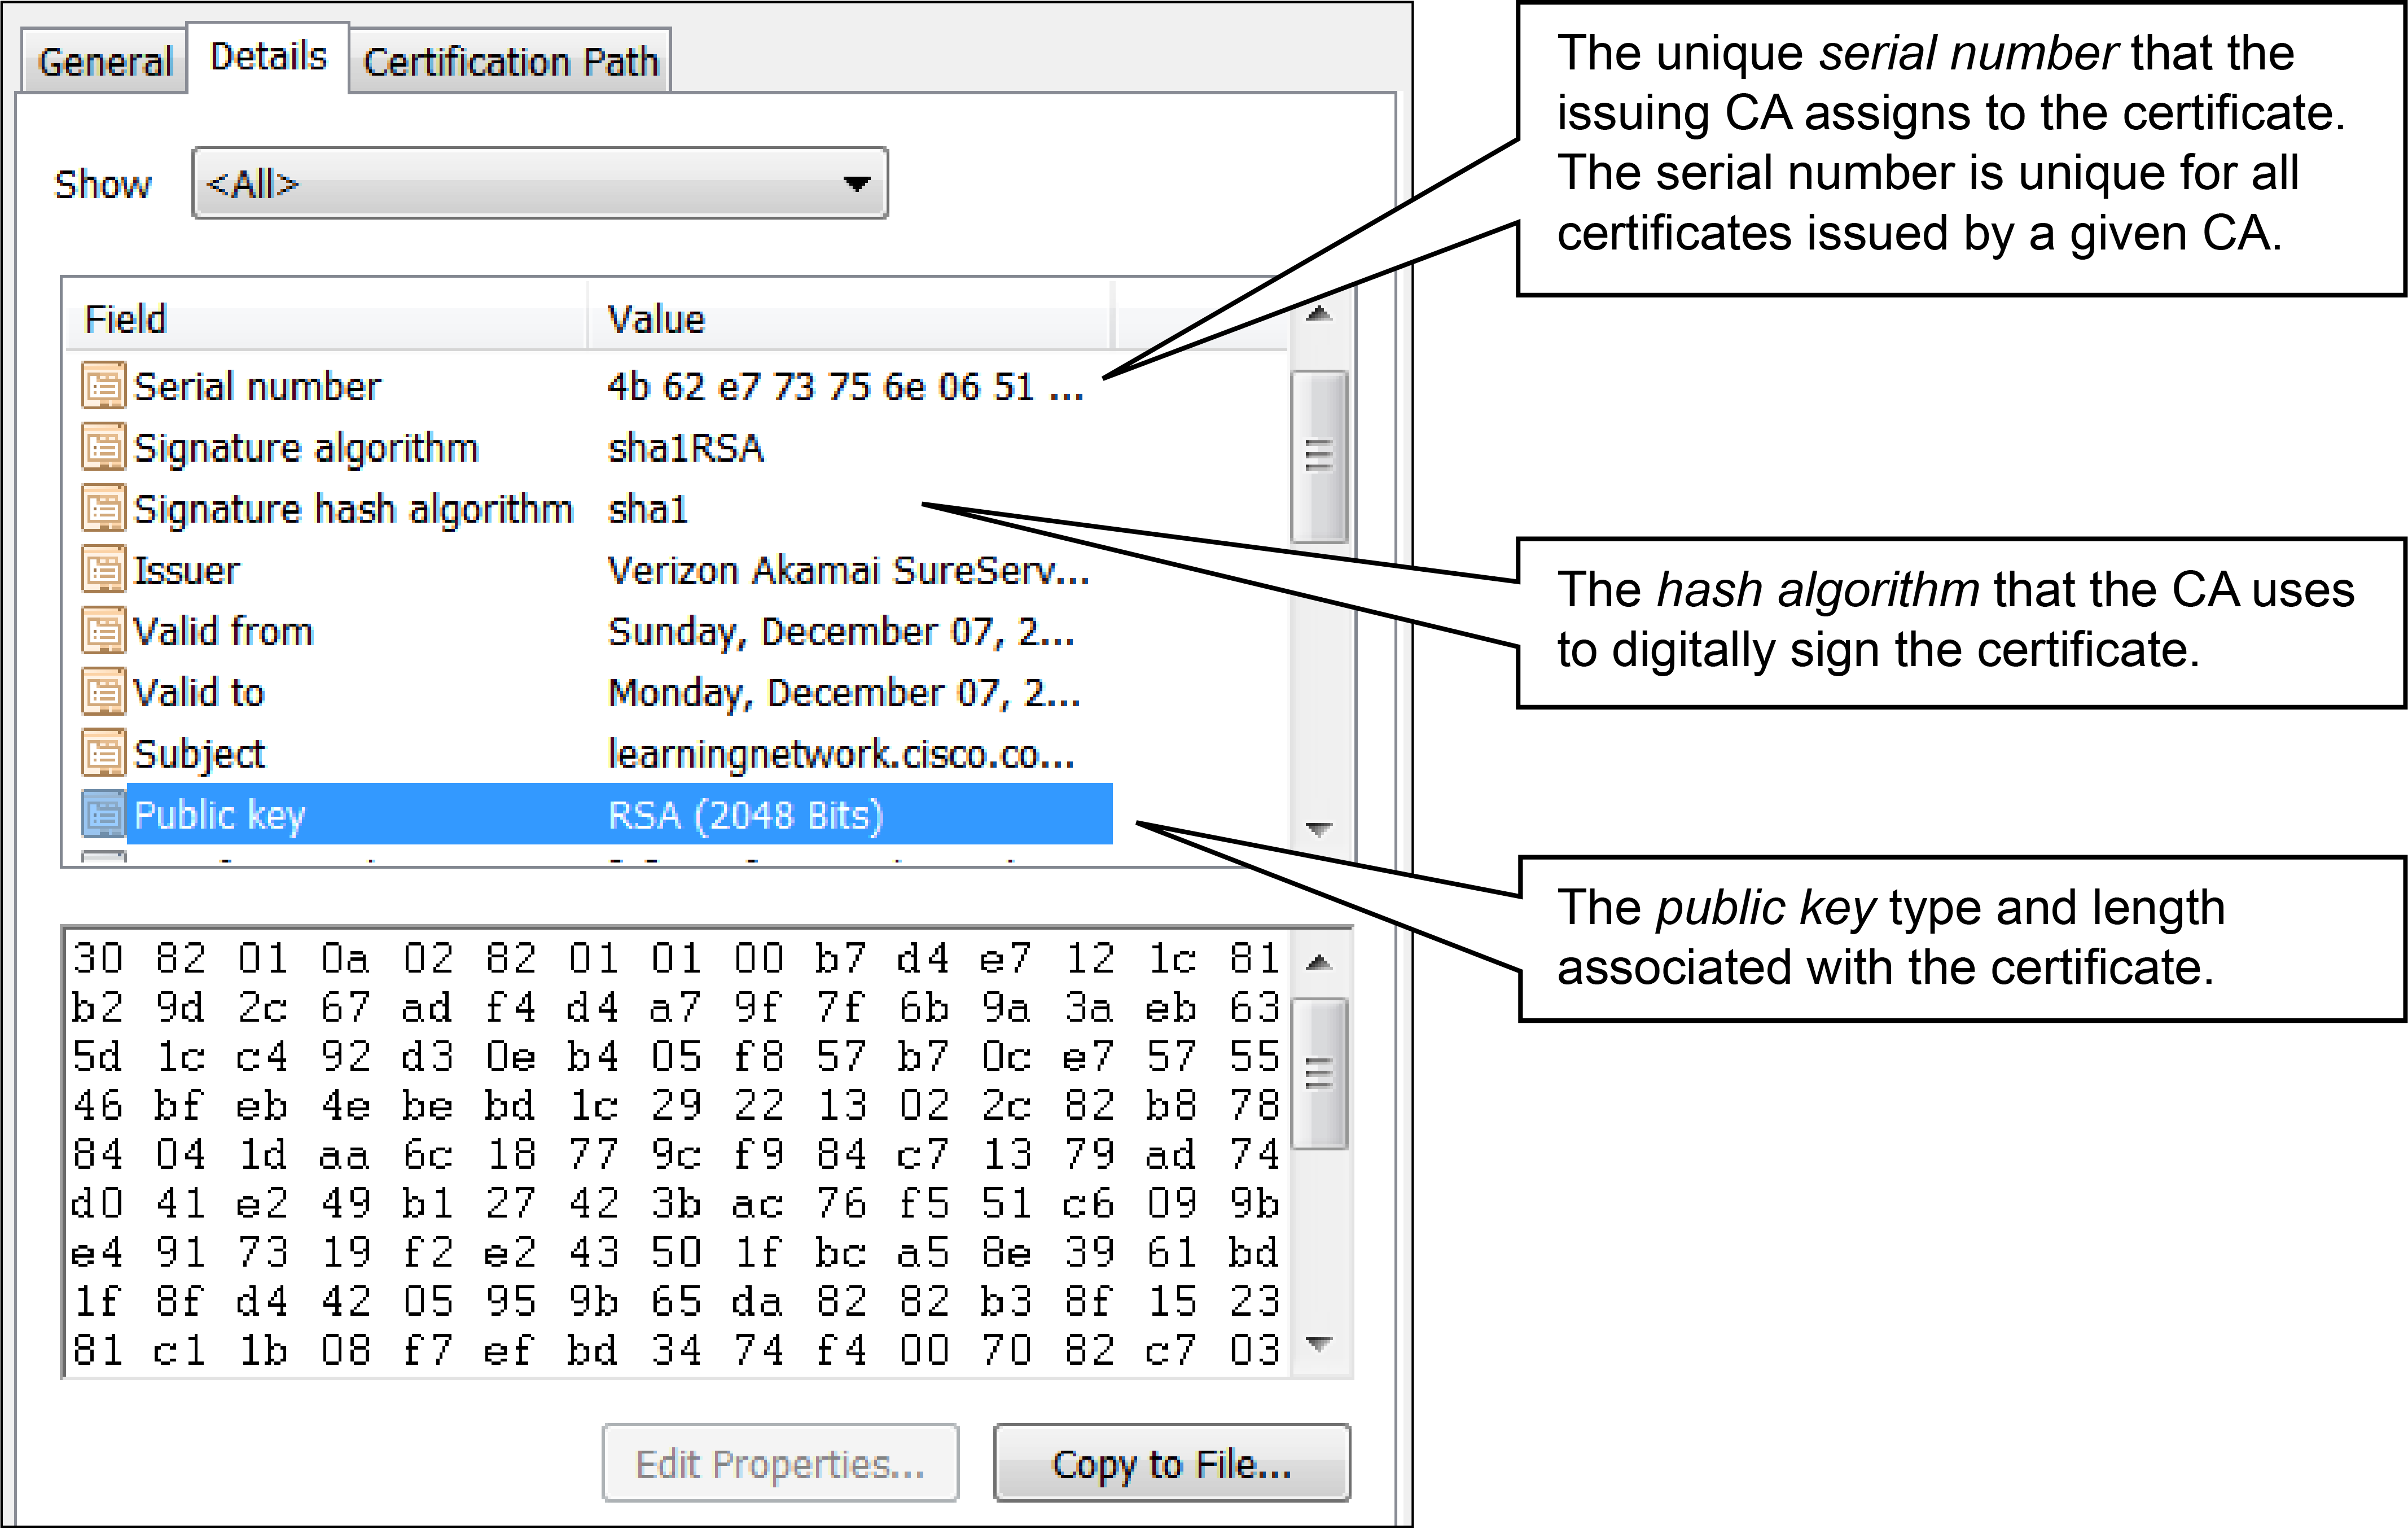 General Details Certification Path
Show <All>
Field Value
Serial number 4b 62 e7 73 75 6e 06 51 ...
Signature algorithm sha1RSA
Signature hash algorithm sha1
Issuer Verizon Akamai SureServ...
Valid from Sunday, December 07, 2...
Valid to Monday, December 07, 2...
Subject learningnetwork.cisco.co...
Public key RSA (2048 Bits)
30 82 01 0a 02 82 01 01 00 b7 d4 e7 12 1c 81
b2 9d 2c 67 ad f4 d4 a7 9f 7f 6b 9a 3a eb 63
5d 1c c4 92 d3 0e b4 05 f8 57 b7 0c e7 57 55
46 bf eb 4e be bd 1c 29 22 13 02 2c 82 b8 78
84 04 1d aa 6c 18 77 9c f9 84 c7 13 79 ad 74
d0 41 e2 49 b1 27 42 3b ac 76 f5 51 c6 09 9b
e4 91 73 19 f2 e2 43 50 1f bc a5 8e 39 61 bd
1f 8f d4 42 05 95 9b 65 da 82 82 b3 8f 15 23
81 c1 1b 08 f7 ef bd 34 74 f4 00 70 82 c7 03
Edit Properties... Copy to File...
The unique serial number that the
issuing CA assigns to the certificate.
The serial number is unique for all
certificates issued by a given CA.
The hash algorithm that the CA uses
to digitally sign the certificate.
The public key type and length
associated with the certificate.